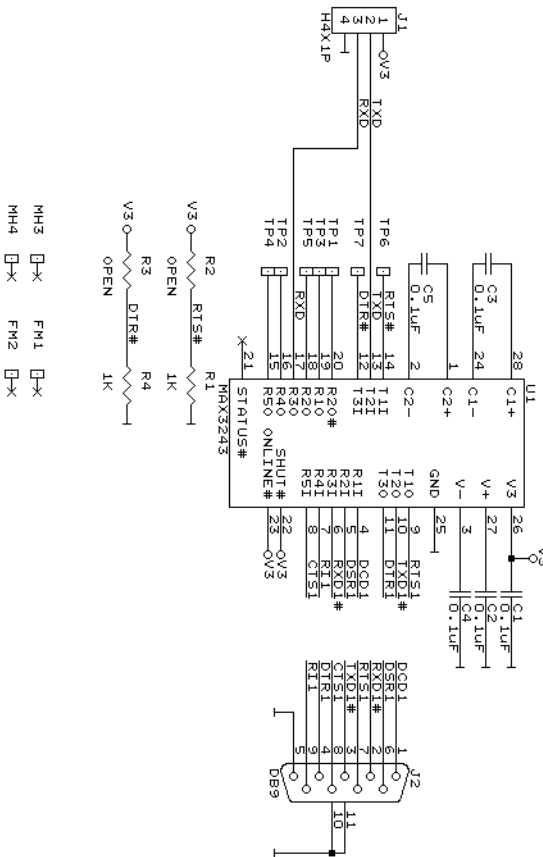 J1
1
2
3
4
H4X1P
V3
TXD
RXD
TP6
TP7
TP1
TP3
TP5
TP2
TP4
RTS#
TXD
DTR#
RXD
C3
0.1uF
C5
0.1uF
28
24
1
2
14
13
12
20
19
18
17
16
15
21
U1
C1+
C1-
C2+
C2-
T1I
T2I
T3I
R2O#
R1O
R2O
R3O
R4O
R5O
STATUS#
MAX3243
V3
V+
V-
GND
T1O
T2O
T3O
R1I
R2I
R3I
R4I
R5I
SHUT#
ONLINE#
26
27
3
25
9
10
11
4
5
6
7
8
22
23
V3
V3
V3
C1
0.1uF
C2
0.1uF
C4
0.1uF
RTS1
TXD1#
DTR1
DCD1
DSR1
RXD1#
RI1
CTS1
V3
R2
OPEN
RTS#
R1
1K
V3
R3
OPEN
DTR#
R4
1K
MH3
MH4
FM1
FM2
DCD1
DSR1
RXD1#
RTS1
TXD1#
CTS1
DTR1
RI1
1
6
2
7
3
8
4
9
5
J2
DB9
11
10